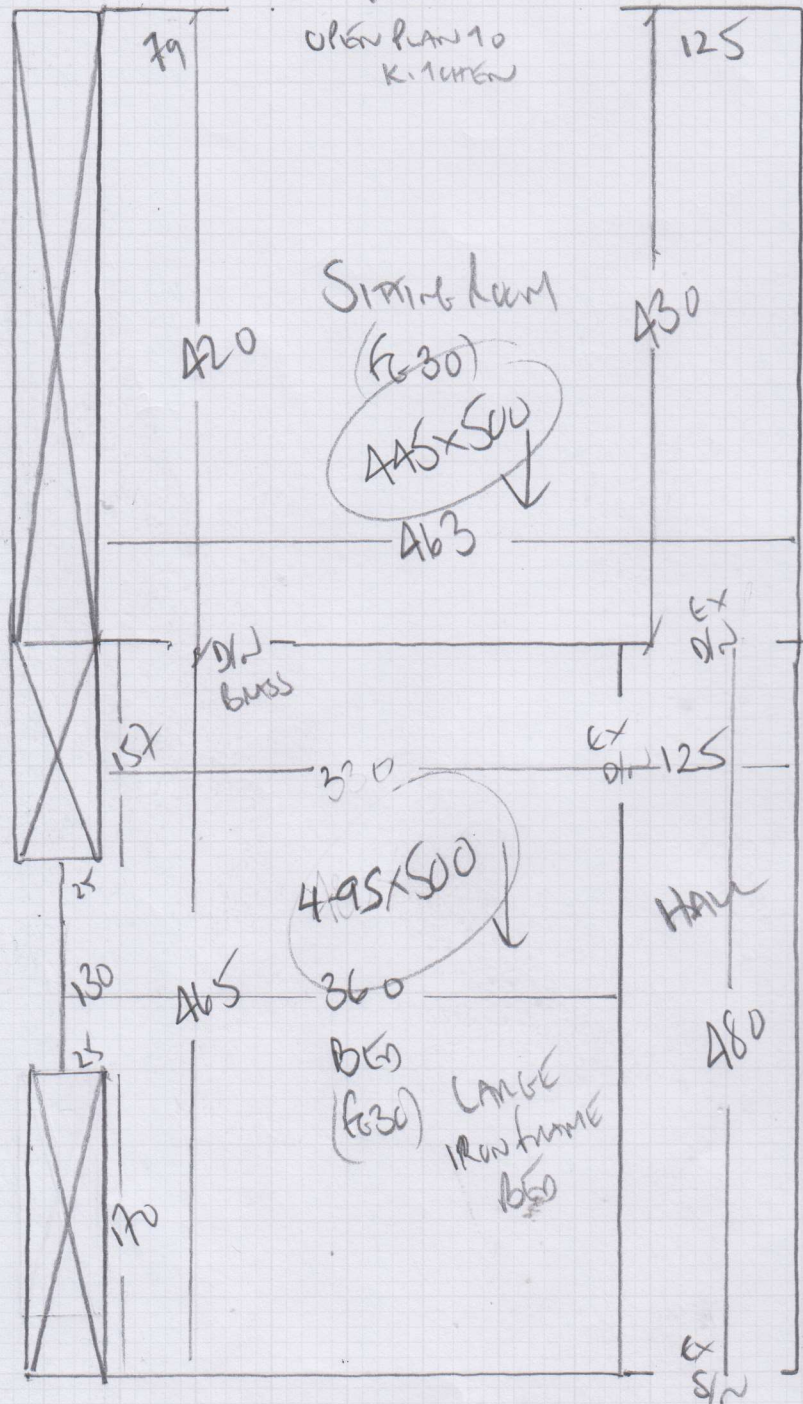 79
OPEN PLAN TO
KITCHEN
125
SITTING ROOM
(FG30)
420
430
445x500
463
EX
D/N
D/N
BRASS
157
330
EX
D/N
125
25
495x500
HALL
130
465
360
25
480
BED
(FG30)
LARGE
IRON FRAME
BED
170
EX
S/N